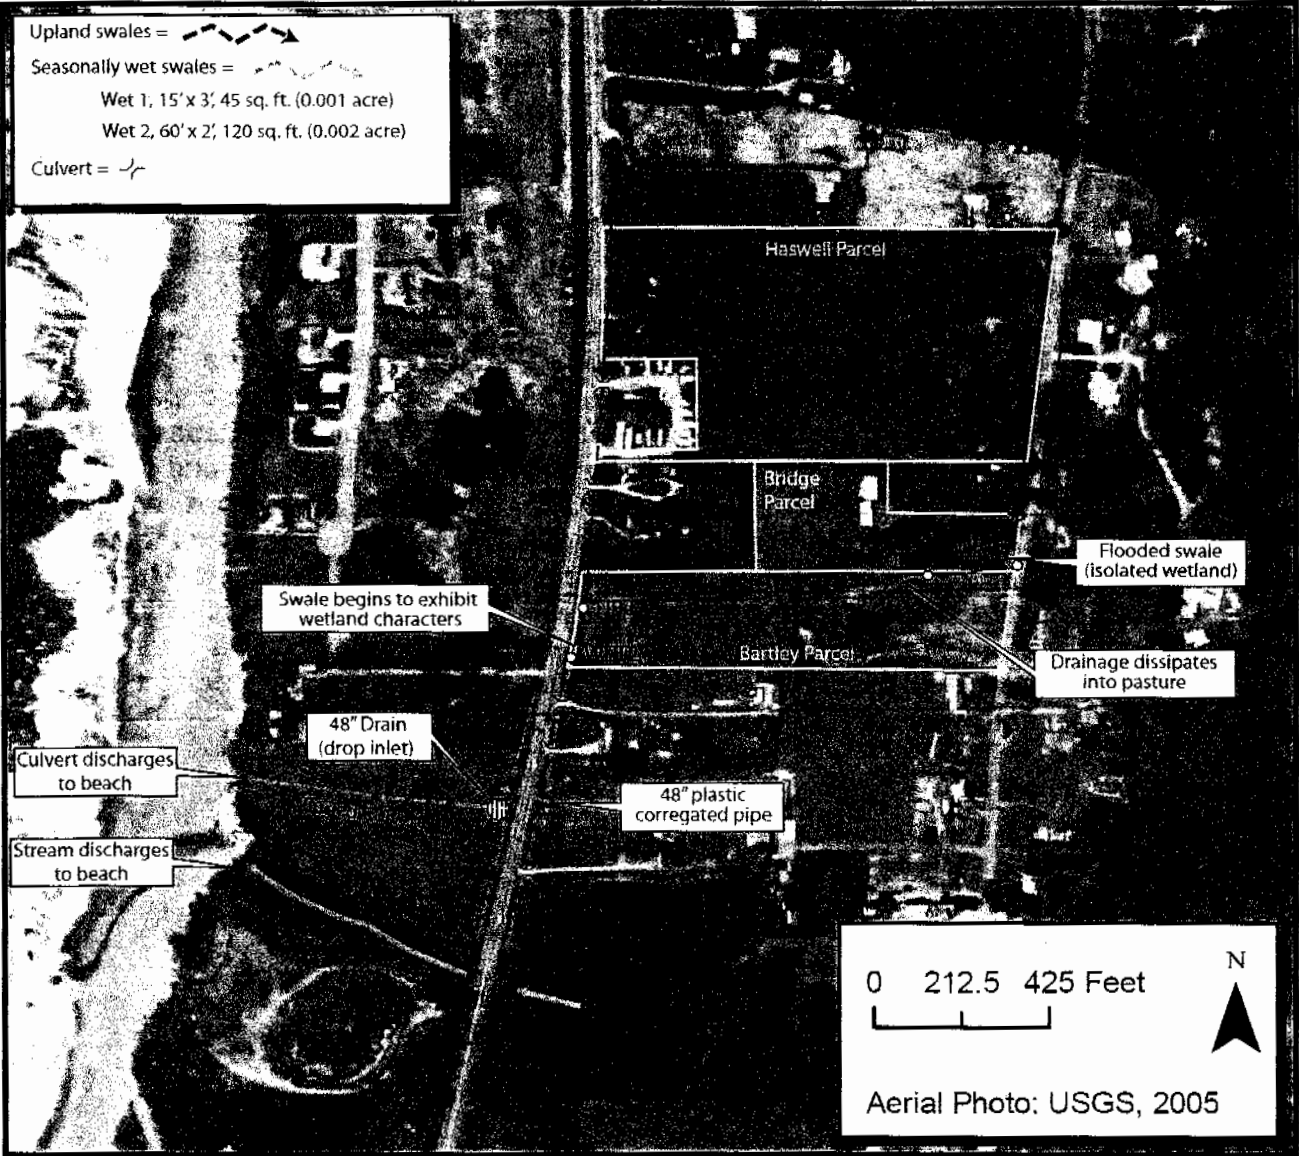 Upland swales =
Seasonally wet swales =
Wet 1, 15' x 3', 45 sq. ft. (0.001 acre)
Wet 2, 60' x 2', 120 sq. ft. (0.002 acre)
Culvert =
Haswell Parcel
Bridge
Parcel
Flooded swale
(isolated wetland)
Swale begins to exhibit
wetland characters
Bartley Parcel
Drainage dissipates
into pasture
48" Drain
(drop inlet)
Culvert discharges
to beach
48" plastic
corregated pipe
Stream discharges
to beach
0 212.5 425 Feet
N
Aerial Photo: USGS, 2005